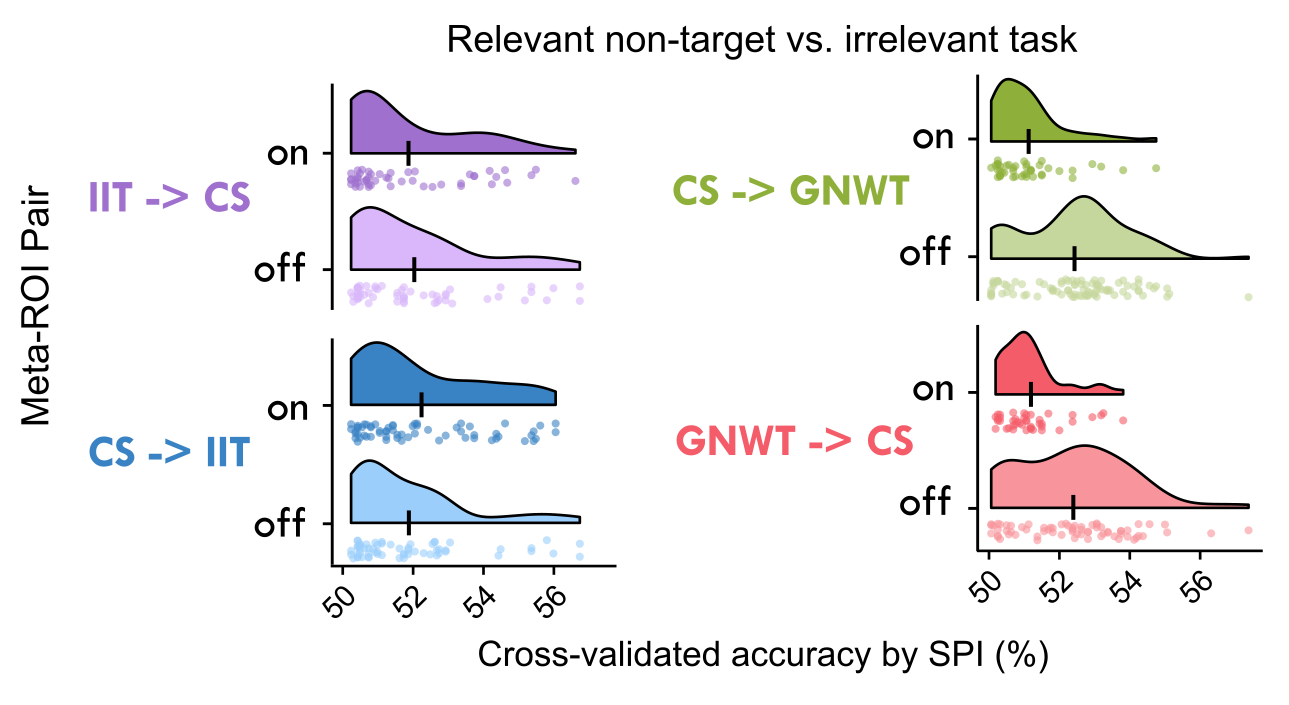 Relevant non-target vs. irrelevant task
Meta-ROI Pair
IIT -> CS
on
off
CS -> IIT
on
off
50 52 54 56
CS -> GNWT
on
off
GNWT -> CS
on
off
50 52 54 56
Cross-validated accuracy by SPI (%)